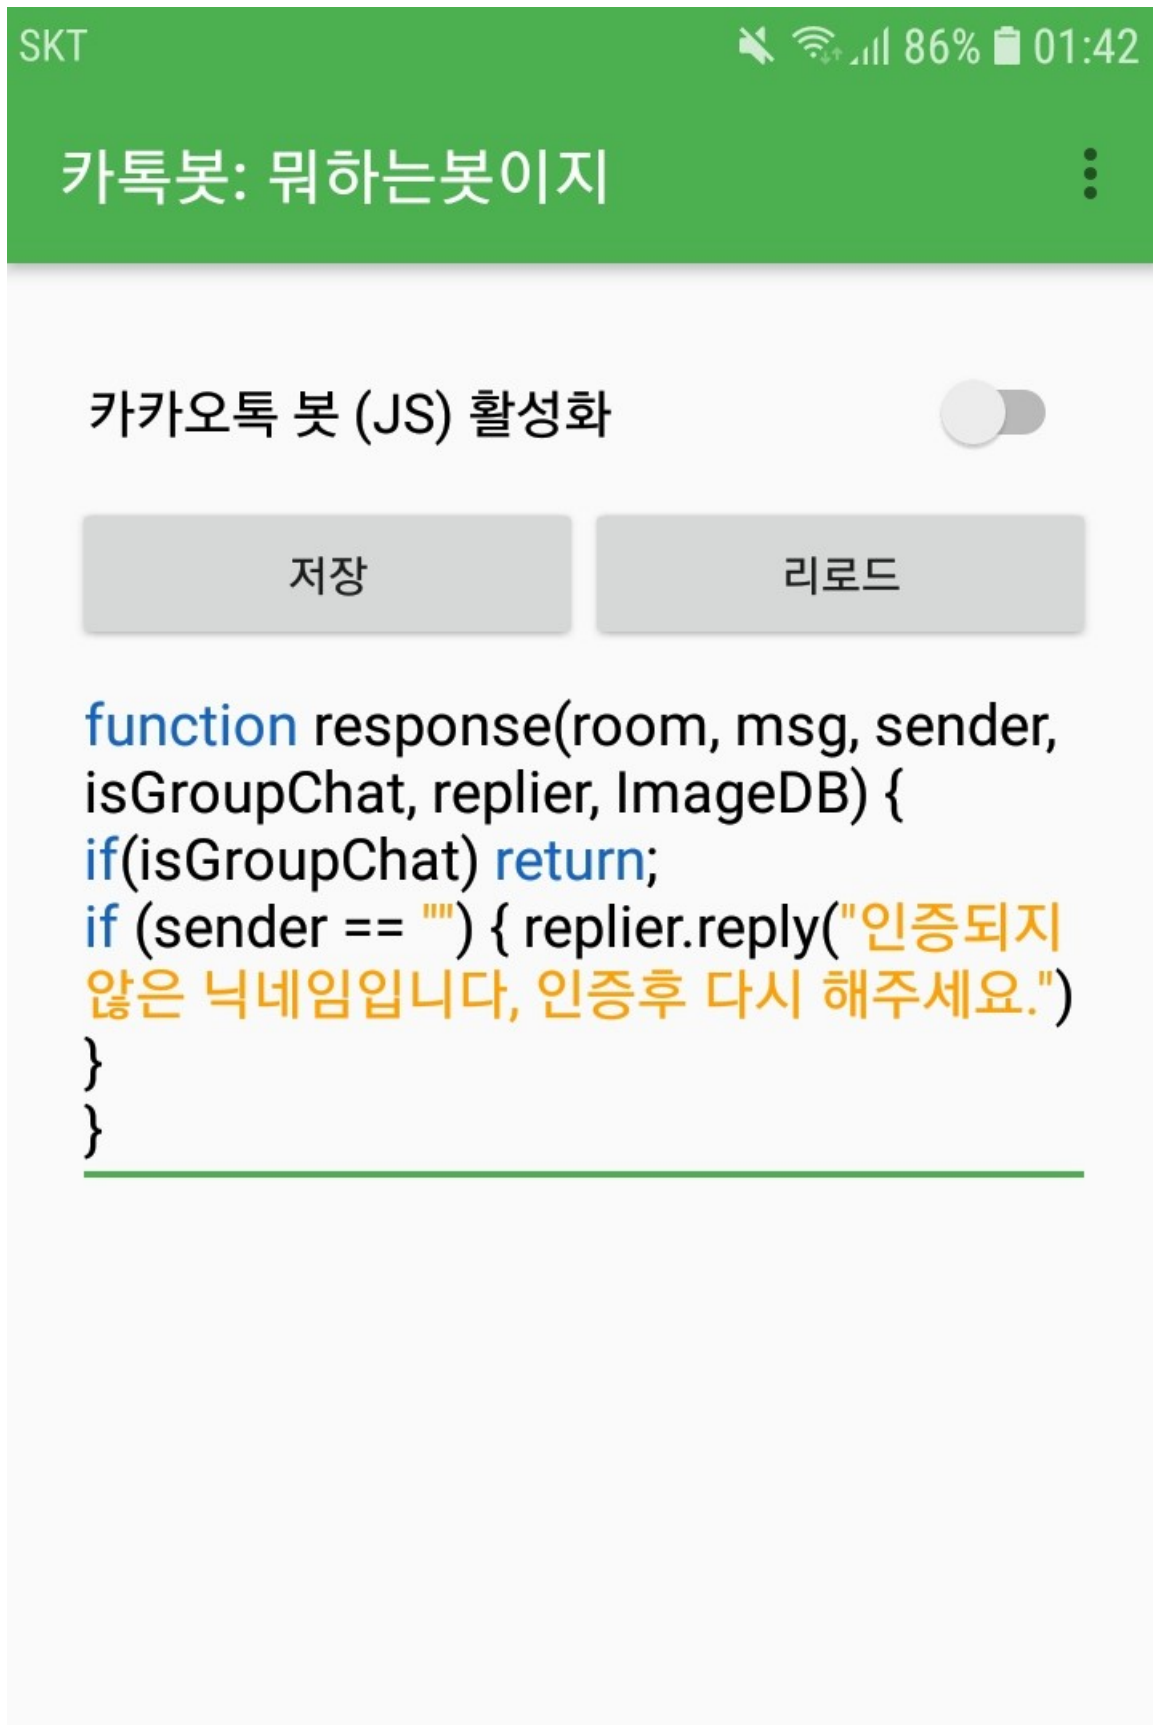 SKT 86% 01:42
카톡봇: 뭐하는봇이지
카카오톡 봇 (JS) 활성화
저장 리로드
function response(room, msg, sender,
isGroupChat, replier, ImageDB) {
if(isGroupChat) return;
if (sender == "") { replier.reply("인증되지
않은 닉네임입니다, 인증후 다시 해주세요.")
}
}